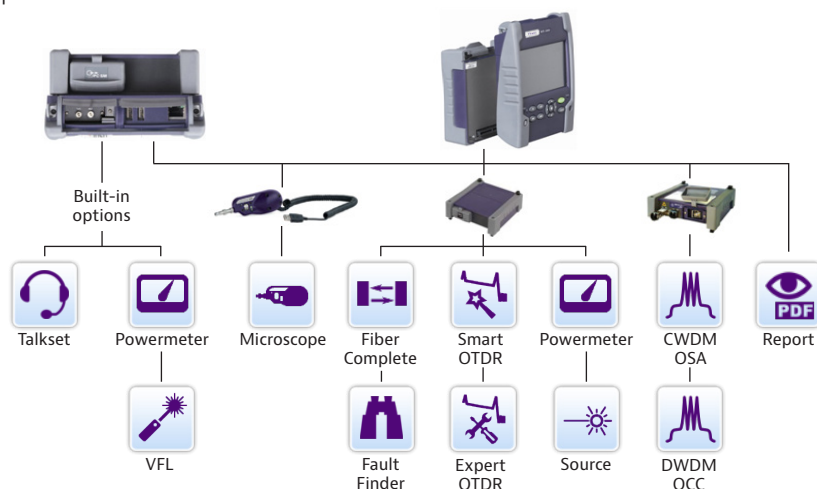 Built-in
options
Talkset
Powermeter
Microscope
Fiber
Complete
Smart
OTDR
Powermeter
CWDM
OSA
PDF
Report
VFL
Fault
Finder
Expert
OTDR
Source
DWDM
OCC